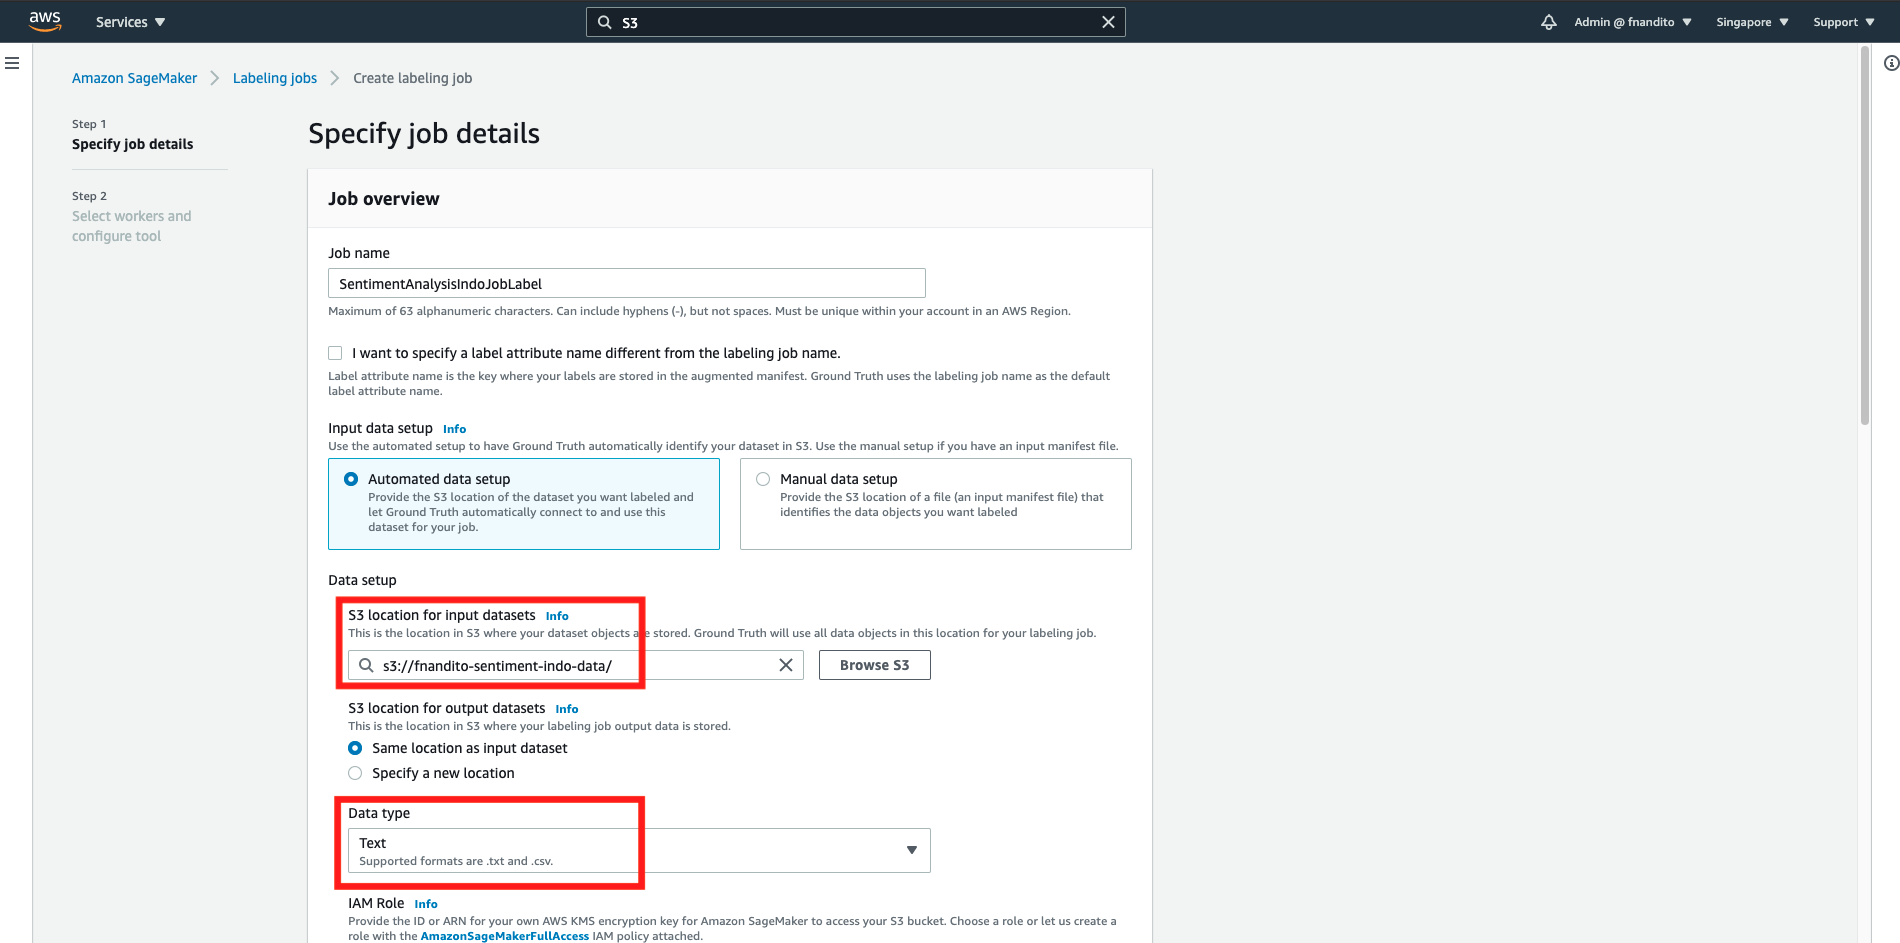 aws Services S3 Admin @ fnandito Singapore Support
Amazon SageMaker Labeling jobs Create labeling job
Step 1
Specify job details
Step 2
Select workers and
configure tool
Specify job details
Job overview
Job name
SentimentAnalysisIndoJobLabel
Maximum of 63 alphanumeric characters. Can include hyphens (-), but not spaces. Must be unique within your account in an AWS Region.
I want to specify a label attribute name different from the labeling job name.
Label attribute name is the key where your labels are stored in the augmented manifest. Ground Truth uses the labeling job name as the default
label attribute name.
Input data setup Info
Use the automated setup to have Ground Truth automatically identify your dataset in S3. Use the manual setup if you have an input manifest file.
Automated data setup
Provide the S3 location of the dataset you want labeled and
let Ground Truth automatically connect to and use this
dataset for your job.
Manual data setup
Provide the S3 location of a file (an input manifest file) that
identifies the data objects you want labeled
Data setup
S3 location for input datasets Info
This is the location in S3 where your dataset objects are stored. Ground Truth will use all data objects in this location for your labeling job.
s3://fnandito-sentiment-indo-data/ Browse S3
S3 location for output datasets Info
This is the location in S3 where your labeling job output data is stored.
Same location as input dataset
Specify a new location
Data type
Text
Supported formats are .txt and .csv.
IAM Role Info
Provide the ID or ARN for your own AWS KMS encryption key for Amazon SageMaker to access your S3 bucket. Choose a role or let us create a
role with the AmazonSageMakerFullAccess IAM policy attached.